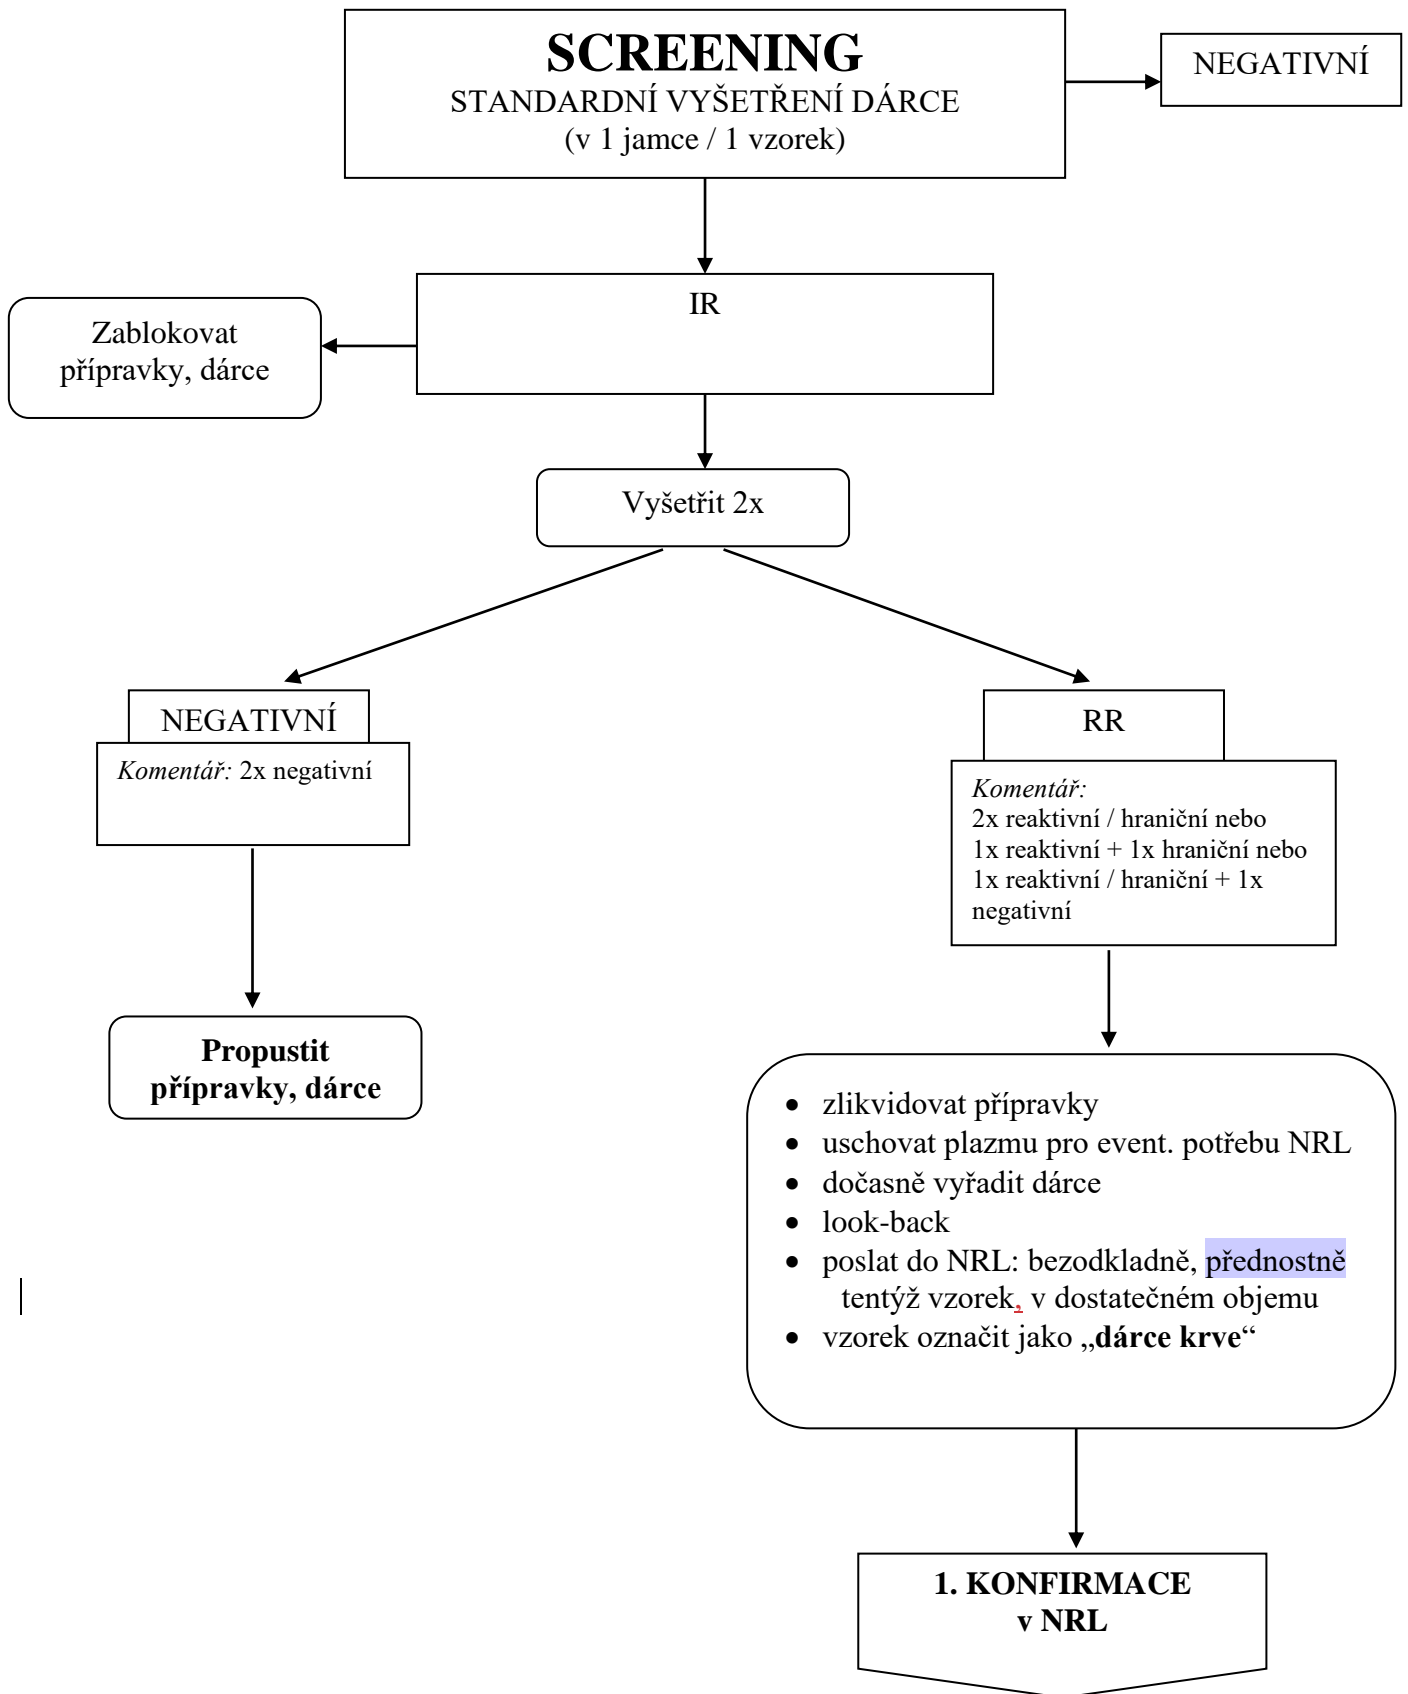 SCREENING
STANDARDNÍ VYŠETŘENÍ DÁRCE
(v 1 jamce / 1 vzorek)
NEGATIVNÍ
IR
Zablokovat
přípravky, dárce
Vyšetřit 2x
NEGATIVNÍ
Komentář: 2x negativní
RR
Komentář:
2x reaktivní / hraniční nebo
1x reaktivní + 1x hraniční nebo
1x reaktivní / hraniční + 1x
negativní
Propustit
přípravky, dárce
• zlikvidovat přípravky
• uschovat plazmu pro event. potřebu NRL
• dočasně vyřadit dárce
• look-back
• poslat do NRL: bezodkladně, přednostně
tentýž vzorek, v dostatečném objemu
• vzorek označit jako „dárce krve“
1. KONFIRMACE
v NRL